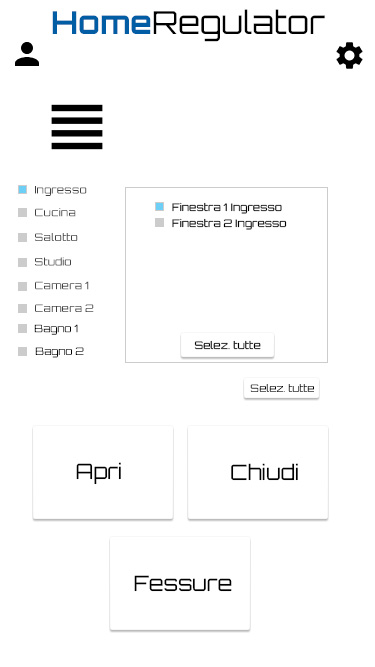 HomeRegulator
Ingresso
Cucina
Salotto
Studio
Camera 1
Camera 2
Bagno 1
Bagno 2
Finestra 1 Ingresso
Finestra 2 Ingresso
Selez. tutte
Selez. tutte
Apri
Chiudi
Fessure